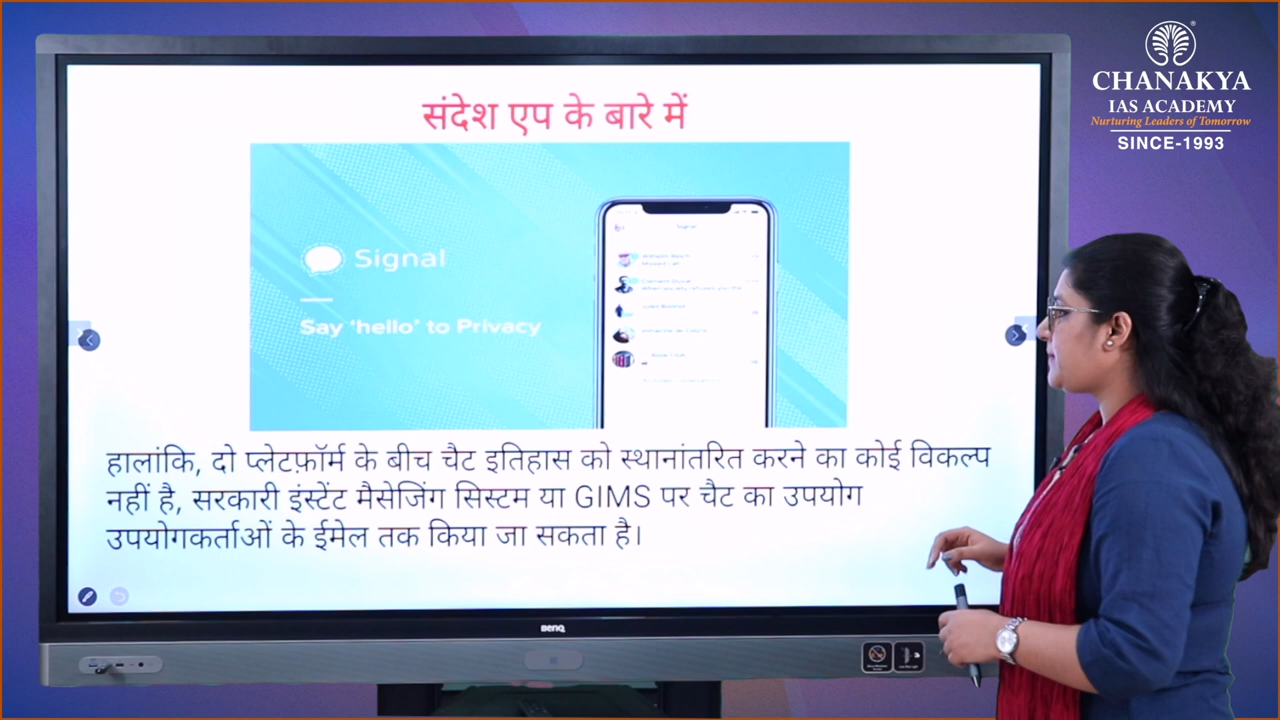 CHANAKYA
IAS ACADEMY
Nurturing Leaders of Tomorrow
SINCE-1993
संदेश एप के बारे में
Signal
Say ‘hello’ to Privacy
Signal
हालांकि, दो प्लेटफ़ॉर्म के बीच चैट इतिहास को स्थानांतरित करने का कोई विकल्प
नहीं है, सरकारी इंस्टेंट मैसेजिंग सिस्टम या GIMS पर चैट का उपयोग
उपयोगकर्ताओं के ईमेल तक किया जा सकता है।
BenQ